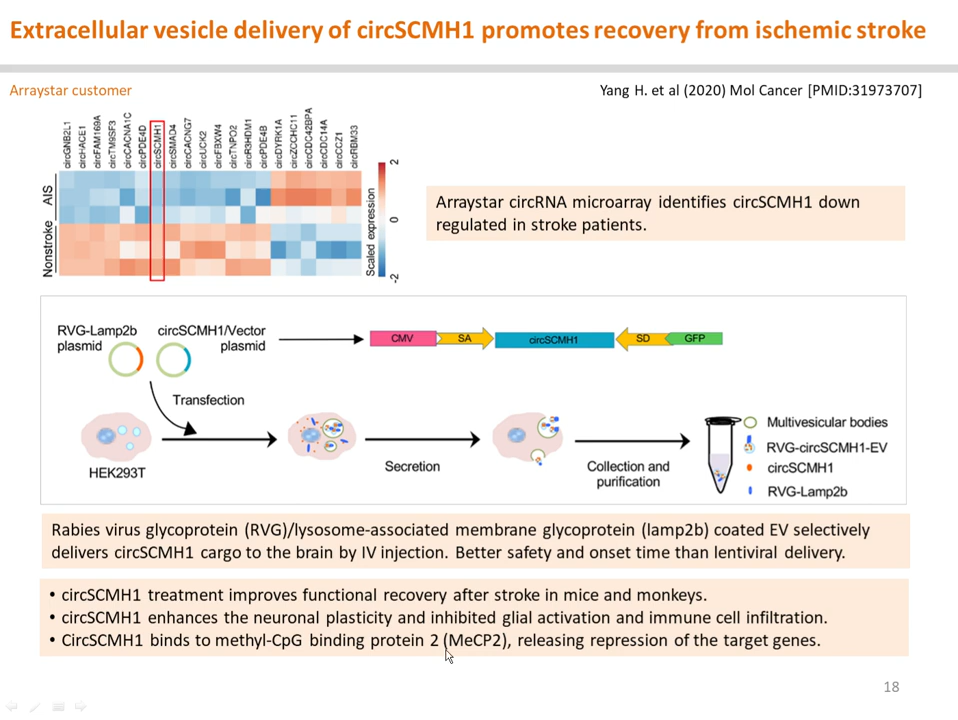 Extracellular vesicle delivery of circSCMH1 promotes recovery from ischemic stroke
Arraystar customer
Yang H. et al (2020) Mol Cancer [PMID:31973707]
circGNB2L1
circHACE1
circFAM169A
circTM9SF3
circCACNA1C
circPDE4D
circSCMH1
circSMAD4
circCACNG7
circUCK2
circFBXW4
circTNPO2
circR3HDM1
circPDE4B
circDYRK1A
circZCCHC11
circCDC42BPA
circCDC14A
circCCZ1
circRBM33
AIS
Nonstroke
Scaled expression
2
0
-2
Arraystar circRNA microarray identifies circSCMH1 down
regulated in stroke patients.
RVG-Lamp2b
plasmid
circSCMH1/Vector
plasmid
CMV
SA
circSCMH1
SD
GFP
Transfection
HEK293T
Secretion
Collection and
purification
Multivesicular bodies
RVG-circSCMH1-EV
circSCMH1
RVG-Lamp2b
Rabies virus glycoprotein (RVG)/lysosome-associated membrane glycoprotein (lamp2b) coated EV selectively
delivers circSCMH1 cargo to the brain by IV injection. Better safety and onset time than lentiviral delivery.
• circSCMH1 treatment improves functional recovery after stroke in mice and monkeys.
• circSCMH1 enhances the neuronal plasticity and inhibited glial activation and immune cell infiltration.
• CircSCMH1 binds to methyl-CpG binding protein 2 (MeCP2), releasing repression of the target genes.
18